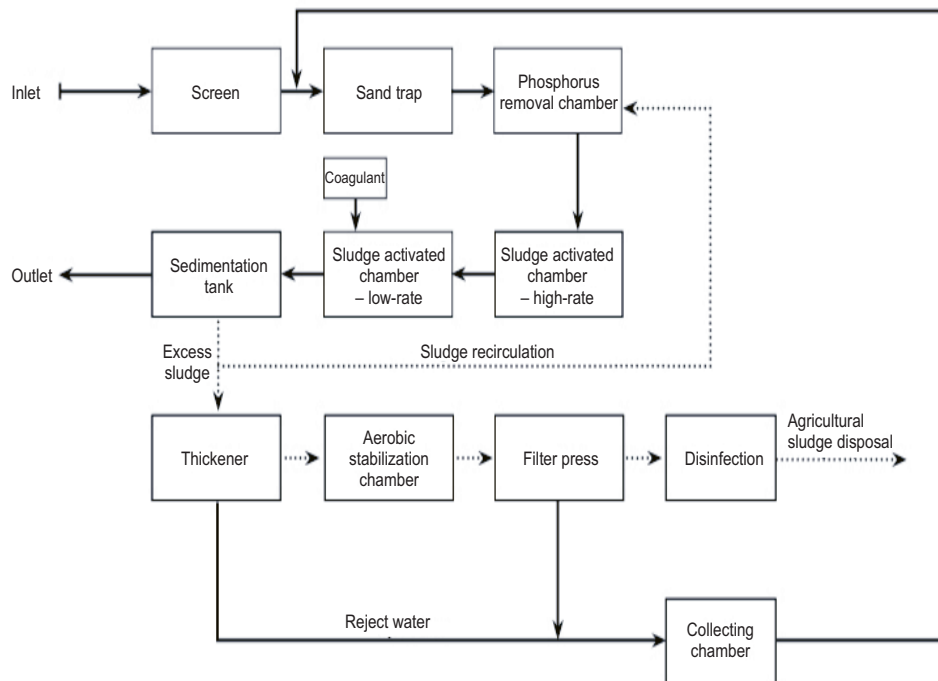 Inlet
Screen
Sand trap
Phosphorus
removal chamber
Coagulant
Outlet
Sedimentation
tank
Sludge activated
chamber
– low-rate
Sludge activated
chamber
– high-rate
Excess
sludge
Sludge recirculation
Thickener
Aerobic
stabilization
chamber
Filter press
Disinfection
Agricultural
sludge disposal
Reject water
Collecting
chamber